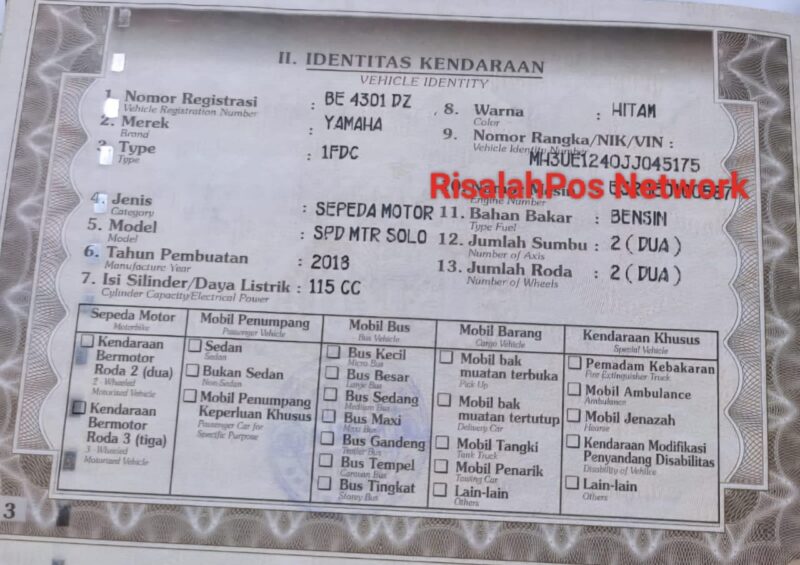 II. IDENTITAS KENDARAAN
VEHICLE IDENTITY
1. Nomor Registrasi : BE 4301 DZ
Vehicle Registration Number
2. Merek : YAMAHA
Brand
3. Type : 1FDC
Type
4. Jenis : SEPEDA MOTOR
Category
5. Model : SPD MTR SOLO
Model
6. Tahun Pembuatan : 2018
Manufacture Year
7. Isi Silinder/Daya Listrik : 115 CC
Cylinder Capacity/Electrical Power
8. Warna : HITAM
Color
9. Nomor Rangka/NIK/VIN :
Vehicle Identity Number
MH3UE1240JJ045175
RisalahPos Network
Engine Number
11. Bahan Bakar : BENSIN
Type Fuel
12. Jumlah Sumbu : 2 (DUA)
Number of Axis
13. Jumlah Roda : 2 (DUA)
Number of Wheels
Sepeda Motor
Motorbike
Kendaraan
Bermotor
Roda 2 (dua)
2 - Wheeled
Motorized Vehicle
Kendaraan
Bermotor
Roda 3 (tiga)
3 - Wheeled
Motorized Vehicle
Mobil Penumpang
Passenger Vehicle
Sedan
Sedan
Bukan Sedan
Non Sedan
Mobil Penumpang
Keperluan Khusus
Passenger Car for
Specific Purpose
Mobil Bus
Bus Vehicle
Bus Kecil
Micro Bus
Bus Besar
Large Bus
Bus Sedang
Medium Bus
Bus Maxi
Maxi Bus
Bus Gandeng
Trailer Bus
Bus Tempel
Caravan Bus
Bus Tingkat
Storey Bus
Mobil Barang
Cargo Vehicle
Mobil bak
muatan terbuka
Pick Up
Mobil bak
muatan tertutup
Delivery Car
Mobil Tangki
Tank Truck
Mobil Penarik
Towing Car
Lain-lain
Others
Kendaraan Khusus
Special Vehicle
Pemadam Kebakaran
Fire Extinguisher Truck
Mobil Ambulance
Ambulance
Mobil Jenazah
Hearse
Kendaraan Modifikasi
Penyandang Disabilitas
Disability of Vehilce
Lain-lain
Others
3